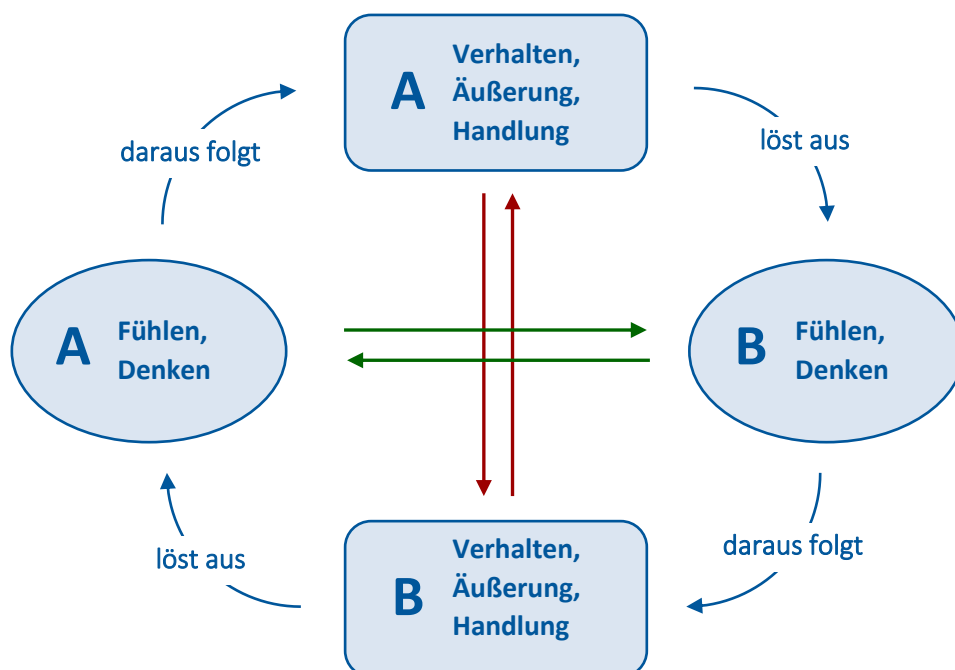 A
Verhalten,
Äußerung,
Handlung
daraus folgt
löst aus
A
Fühlen,
Denken
B
Fühlen,
Denken
löst aus
daraus folgt
B
Verhalten,
Äußerung,
Handlung